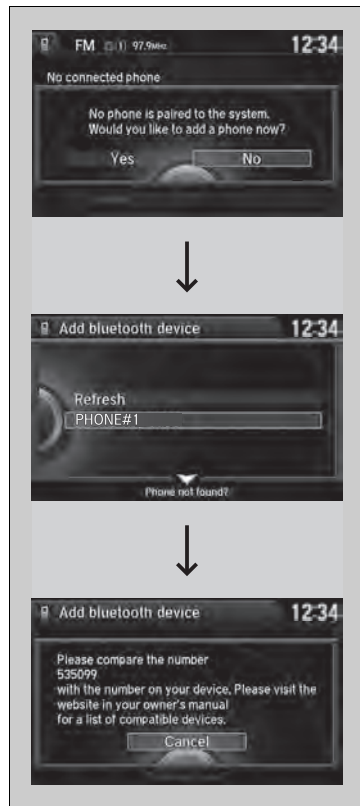 FM 97.9MHz 12:34
No connected phone
No phone is paired to the system.
Would you like to add a phone now?
Yes No
Add bluetooth device 12:34
Refresh
PHONE#1
Phone not found?
Add bluetooth device 12:34
Please compare the number
535099
with the number on your device. Please visit the
website in your owner's manual
for a list of compatible devices.
Cancel